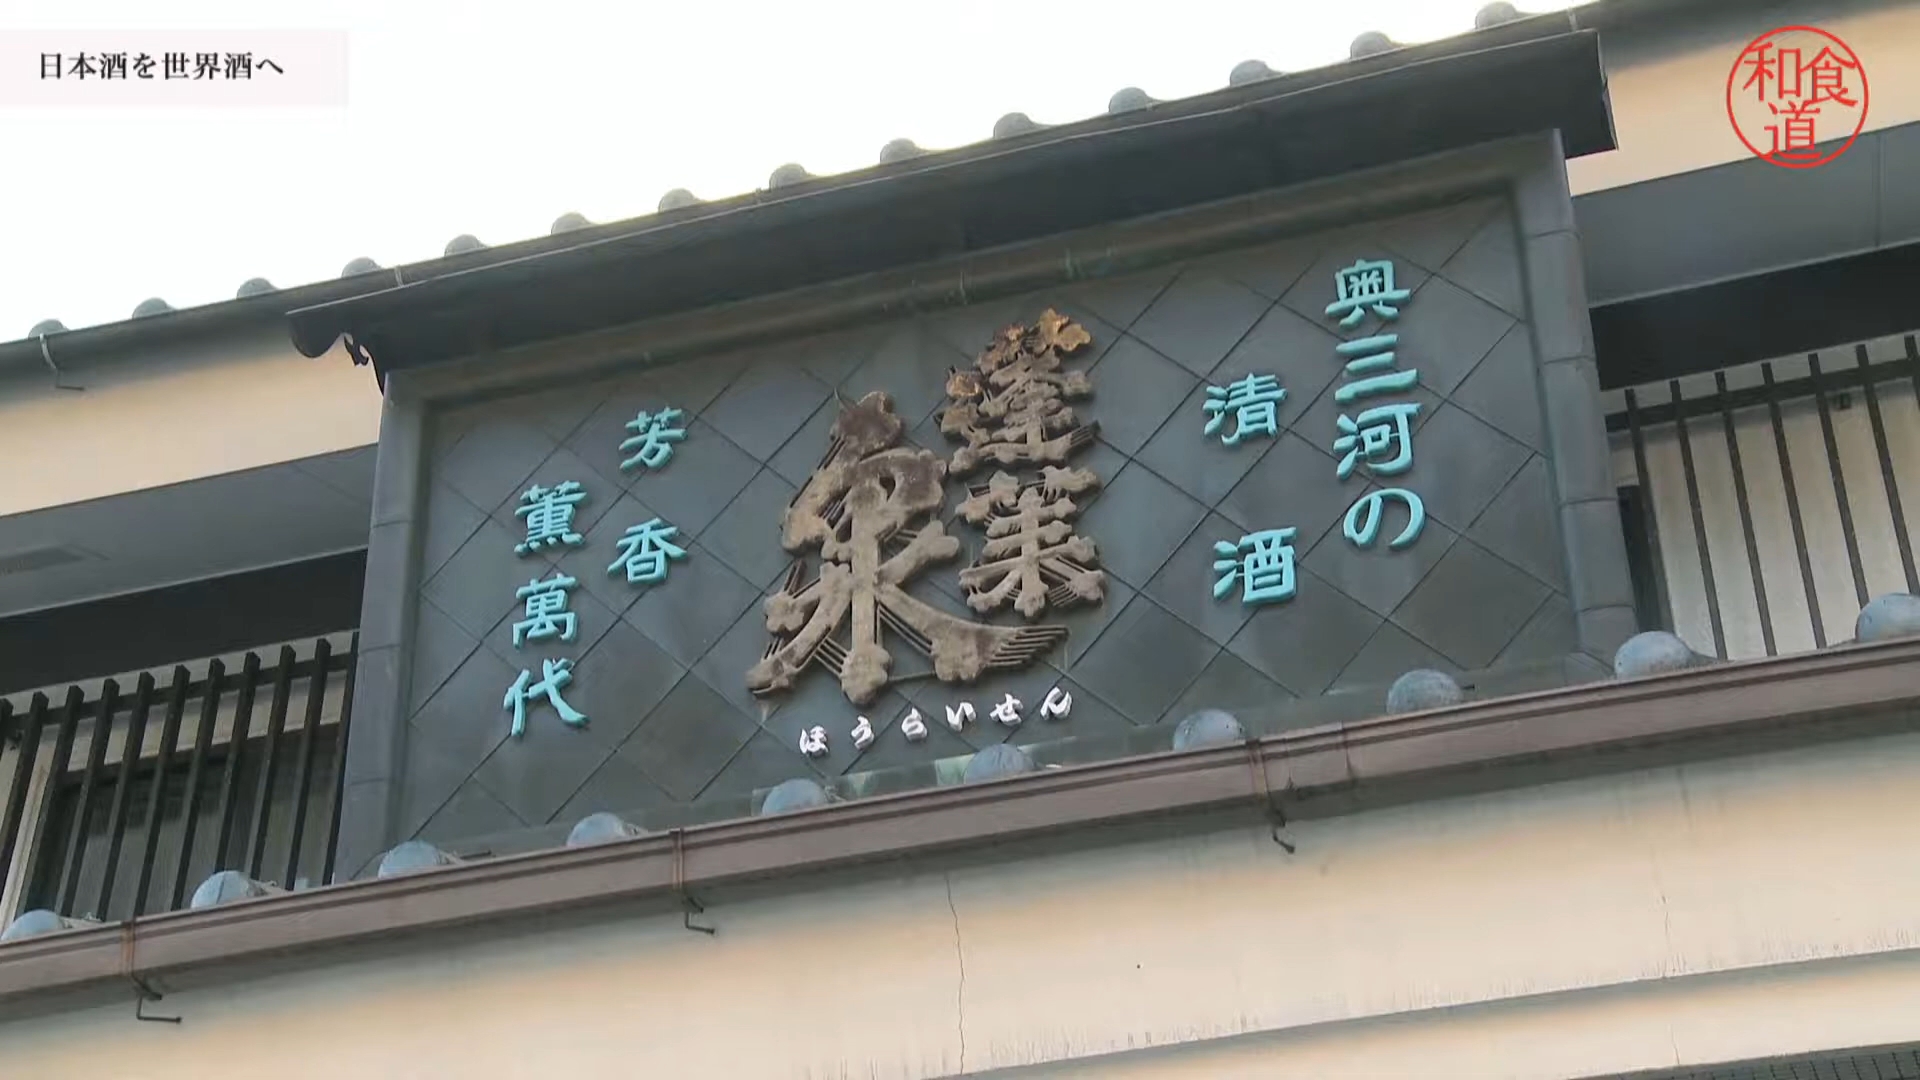 日本酒を世界酒へ
和食道
奥三河の
清酒
蓬莱
泉
ほうらいせん
芳香
薫萬代